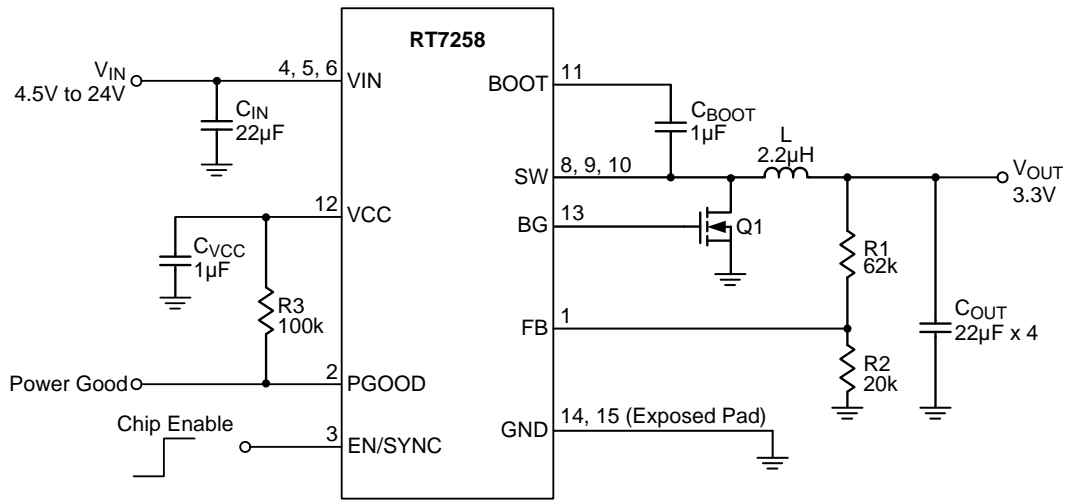 RT7258
VIN
4.5V to 24V
4, 5, 6
VIN
CIN
22µF
BOOT
11
CBOOT
1µF
L
2.2µH
SW
8, 9, 10
VOUT
3.3V
12
VCC
BG
13
Q1
CVCC
1µF
R1
62k
R3
100k
FB
1
COUT
22µF x 4
R2
20k
Power Good
2
PGOOD
Chip Enable
3
EN/SYNC
GND
14, 15 (Exposed Pad)